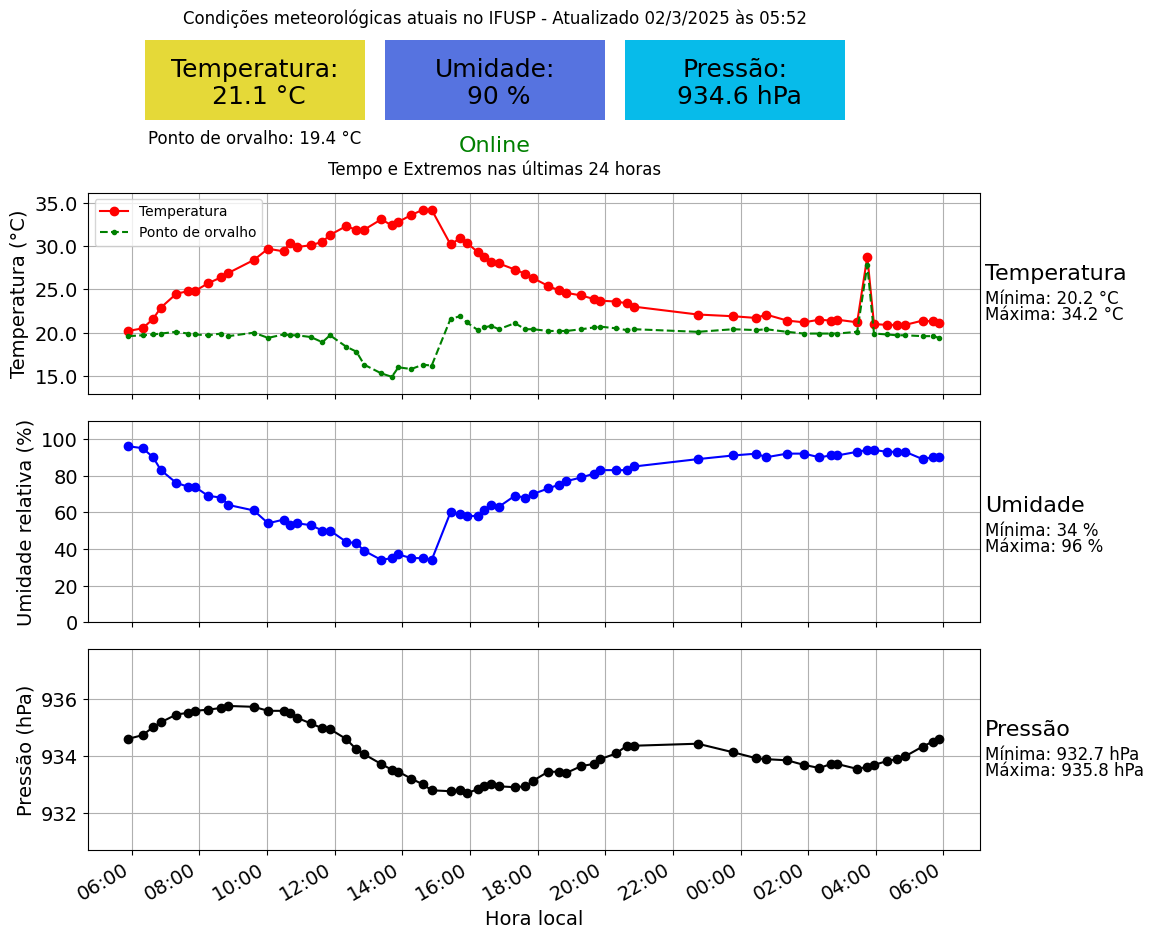 Condições meteorológicas atuais no IFUSP - Atualizado 02/3/2025 às 05:52
Temperatura:
21.1 °C
Umidade:
90 %
Pressão:
934.6 hPa
Ponto de orvalho: 19.4 °C
Online
Tempo e Extremos nas últimas 24 horas
Temperatura (°C)
35.0
30.0
25.0
20.0
15.0
Temperatura
Ponto de orvalho
Temperatura
Mínima: 20.2 °C
Máxima: 34.2 °C
Umidade relativa (%)
100
80
60
40
20
0
Umidade
Mínima: 34 %
Máxima: 96 %
Pressão (hPa)
936
934
932
Pressão
Mínima: 932.7 hPa
Máxima: 935.8 hPa
06:00 08:00 10:00 12:00 14:00 16:00 18:00 20:00 22:00 00:00 02:00 04:00 06:00
Hora local